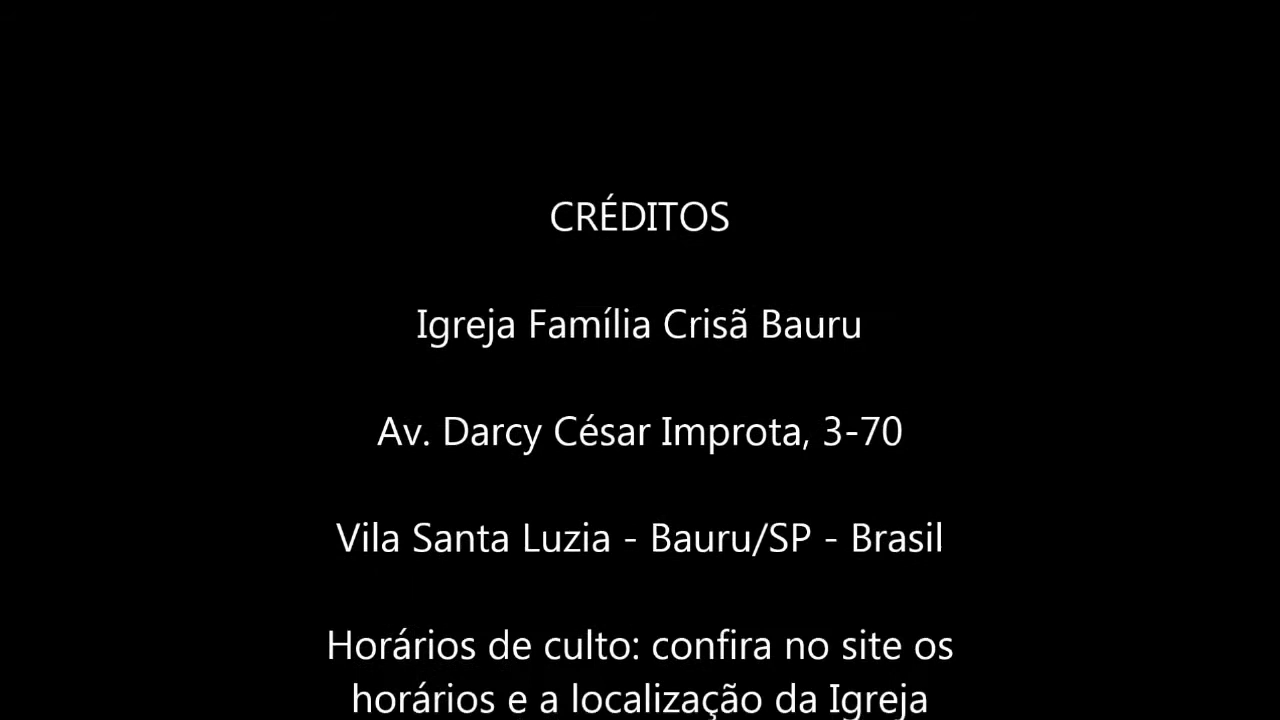 CRÉDITOS
Igreja Família Crisã Bauru
Av. Darcy César Improta, 3-70
Vila Santa Luzia - Bauru/SP - Brasil
Horários de culto: confira no site os
horários e a localização da Igreja